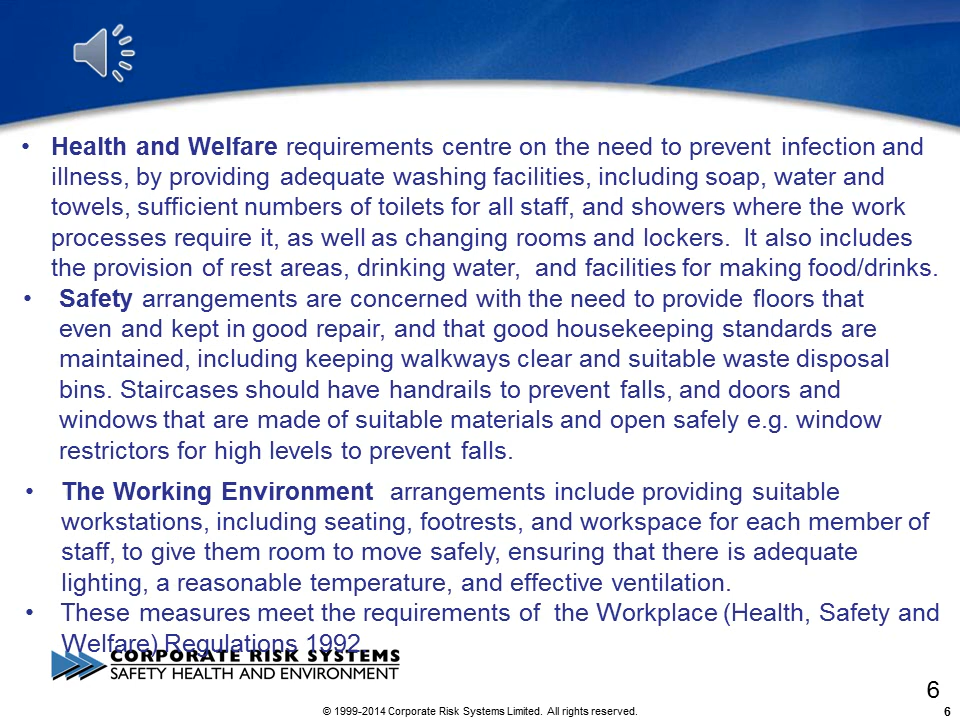 • Health and Welfare requirements centre on the need to prevent infection and
illness, by providing adequate washing facilities, including soap, water and
towels, sufficient numbers of toilets for all staff, and showers where the work
processes require it, as well as changing rooms and lockers. It also includes
the provision of rest areas, drinking water, and facilities for making food/drinks.
• Safety arrangements are concerned with the need to provide floors that
even and kept in good repair, and that good housekeeping standards are
maintained, including keeping walkways clear and suitable waste disposal
bins. Staircases should have handrails to prevent falls, and doors and
windows that are made of suitable materials and open safely e.g. window
restrictors for high levels to prevent falls.
• The Working Environment arrangements include providing suitable
workstations, including seating, footrests, and workspace for each member of
staff, to give them room to move safely, ensuring that there is adequate
lighting, a reasonable temperature, and effective ventilation.
• These measures meet the requirements of the Workplace (Health, Safety and
Welfare) Regulations 1992.
CORPORATE RISK SYSTEMS
SAFETY HEALTH AND ENVIRONMENT
6
© 1999-2014 Corporate Risk Systems Limited. All rights reserved.
6